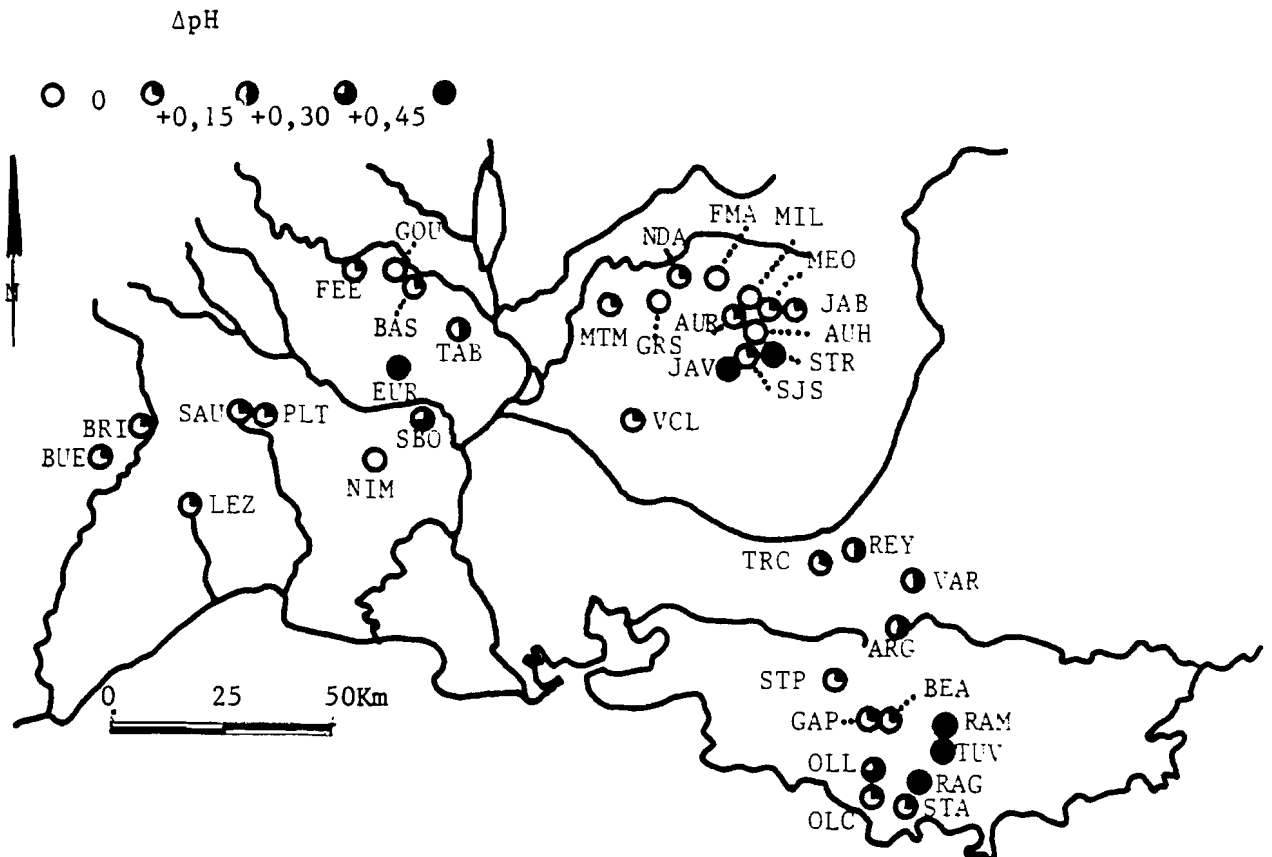 ΔpH
0
+0,15 +0,30 +0,45
N
GOU
FEE
BAS
TAB
EUR
SBO
NIM
SAU
PLT
BRI
BUE
LEZ
NDA
FMA
MIL
MEO
JAB
AUH
STR
SJS
JAV
AUR
GRS
MTM
VCL
TRC
REY
VAR
ARG
STP
BEA
GAP
RAM
TUV
OLL
RAG
OLC
STA
0 25 50Km